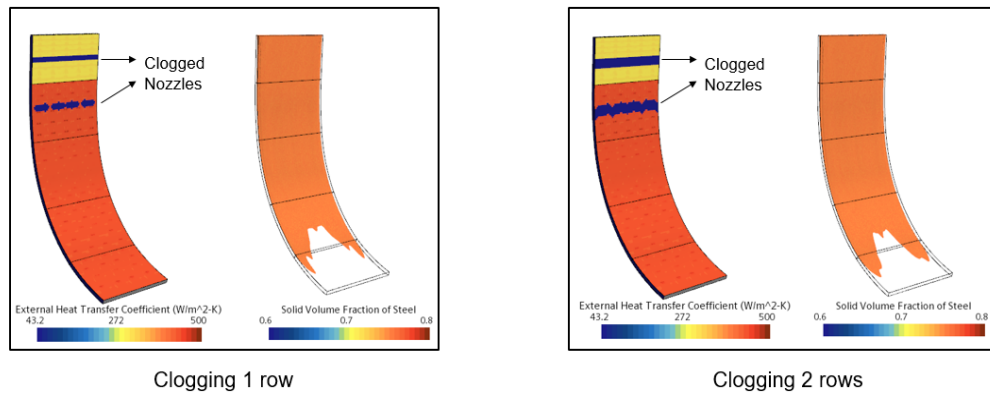 Clogged
Nozzles
External Heat Transfer Coefficient (W/m^2-K)
43.2 272 500
Solid Volume Fraction of Steel
0.6 0.7 0.8
Clogging 1 row
Clogged
Nozzles
External Heat Transfer Coefficient (W/m^2-K)
43.2 272 500
Solid Volume Fraction of Steel
0.6 0.7 0.8
Clogging 2 rows